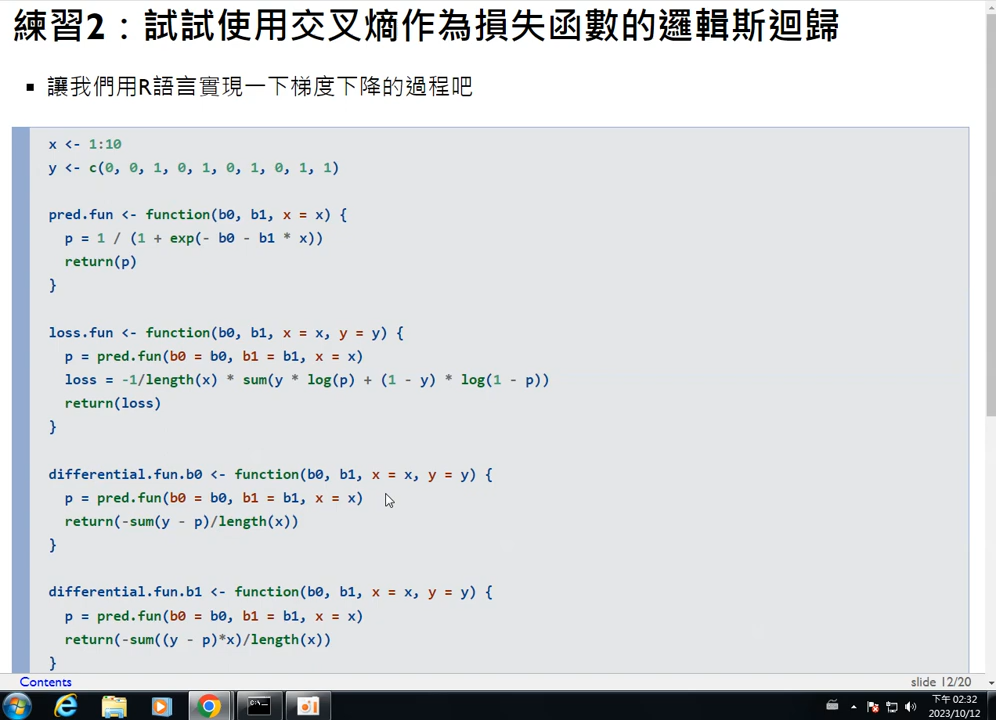 練習2：試試使用交叉熵作為損失函數的邏輯斯迴歸
讓我們用R語言實現一下梯度下降的過程吧
x <- 1:10
y <- c(0, 0, 1, 0, 1, 0, 1, 0, 1, 1)
pred.fun <- function(b0, b1, x = x) {
p = 1 / (1 + exp(- b0 - b1 * x))
return(p)
}
loss.fun <- function(b0, b1, x = x, y = y) {
p = pred.fun(b0 = b0, b1 = b1, x = x)
loss = -1/length(x) * sum(y * log(p) + (1 - y) * log(1 - p))
return(loss)
}
differential.fun.b0 <- function(b0, b1, x = x, y = y) {
p = pred.fun(b0 = b0, b1 = b1, x = x)
return(-sum(y - p)/length(x))
}
differential.fun.b1 <- function(b0, b1, x = x, y = y) {
p = pred.fun(b0 = b0, b1 = b1, x = x)
return(-sum((y - p)*x)/length(x))
}
Contents
slide 12/20
下午 02:32
2023/10/12